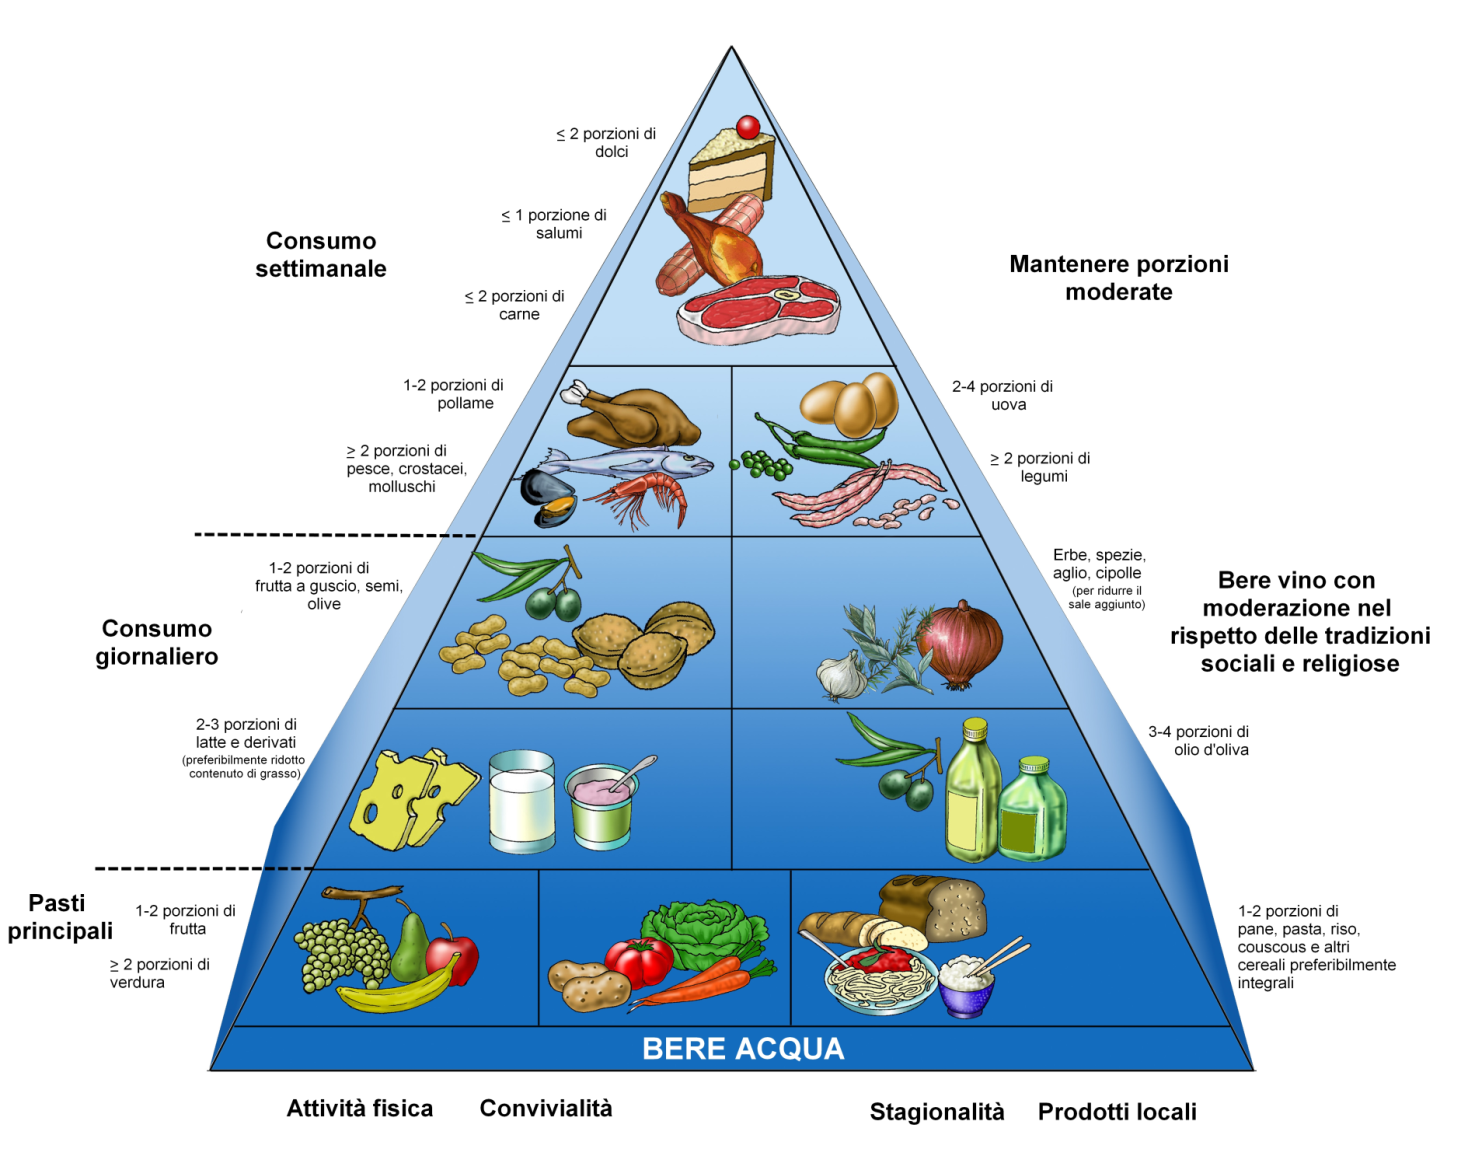 ≤ 2 porzioni di
dolci
≤ 1 porzione di
salumi
Consumo
settimanale
≤ 2 porzioni di
carne
Mantenere porzioni
moderate
1-2 porzioni di
pollame
2-4 porzioni di
uova
≥ 2 porzioni di
pesce, crostacei,
molluschi
≥ 2 porzioni di
legumi
1-2 porzioni di
frutta a guscio, semi,
olive
Erbe, spezie,
aglio, cipolle
(per ridurre il
sale aggiunto)
Consumo
giornaliero
Bere vino con
moderazione nel
rispetto delle tradizioni
sociali e religiose
2-3 porzioni di
latte e derivati
(preferibilmente ridotto
contenuto di grasso)
3-4 porzioni di
olio d'oliva
Pasti
principali
1-2 porzioni di
frutta
≥ 2 porzioni di
verdura
1-2 porzioni di
pane, pasta, riso,
couscous e altri
cereali preferibilmente
integrali
BERE ACQUA
Attività fisica
Convivialità
Stagionalità
Prodotti locali